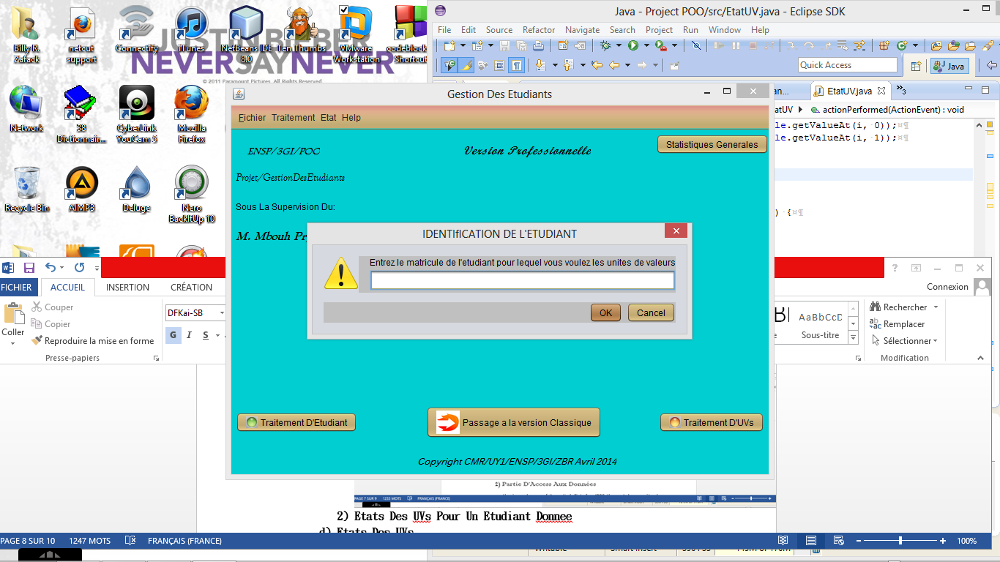 JUST REMEMBER
NEVERSAYNEVER
© 2011 Paramount Pictures. All Rights Reserved.
Billy R. Zafack
netcut support
Connectify
iTunes
NetBeans IDE 8.0
Ten Thumbs
VMware Workstation
codeblock Shortcut
Network
38 Dictionnair...
CyberLink YouCam 5
Mozilla Firefox
Recycle Bin
AIMP3
Deluge
Nero BackItUp 10
Java - Project POO/src/EtatUV.java - Eclipse SDK
File Edit Source Refactor Navigate Search Project Run Window Help
Quick Access
Java
an...
EtatUV.java
»3
atUV
actionPerformed(ActionEvent) : void
le.getValueAt(i, 0));¤¶
le.getValueAt(i, 1));¤¶
) {¤¶
Gestion Des Etudiants
Fichier Traitement Etat Help
ENSP/3GI/POO
Version Professionnelle
Statistiques Generales
Projet/GestionDesEtudiants
Sous La Supervision Du:
M. Mbouh
IDENTIfICATION DE L'ETUDIANT
Entrez le matricule de l'etudiant pour lequel vous voulez les unites de valeurs
OK
Cancel
Traitement D'Etudiant
Passage a la version Classique
Traitement D'UVs
Copyright CMR/UY1/ENSP/3GI/ZBR Avril 2014
FICHIER
ACCUEIL
INSERTION
CRÉATION
Connexion
Coller
Couper
Copier
Reproduire la mise en forme
Presse-papiers
DFKai-SB
G I S
AaBbCcD
Sous-titre
Rechercher
Remplacer
Sélectionner
Modification
2) Partie D'Access Aux Données
PAGE 7 SUR 9 1233 MOTS FRANÇAIS (FRANCE)
2) Etats Des UVs Pour Un Etudiant Donnee
d) Etats Des UVs
PAGE 8 SUR 10
1247 MOTS
FRANÇAIS (FRANCE)
100%